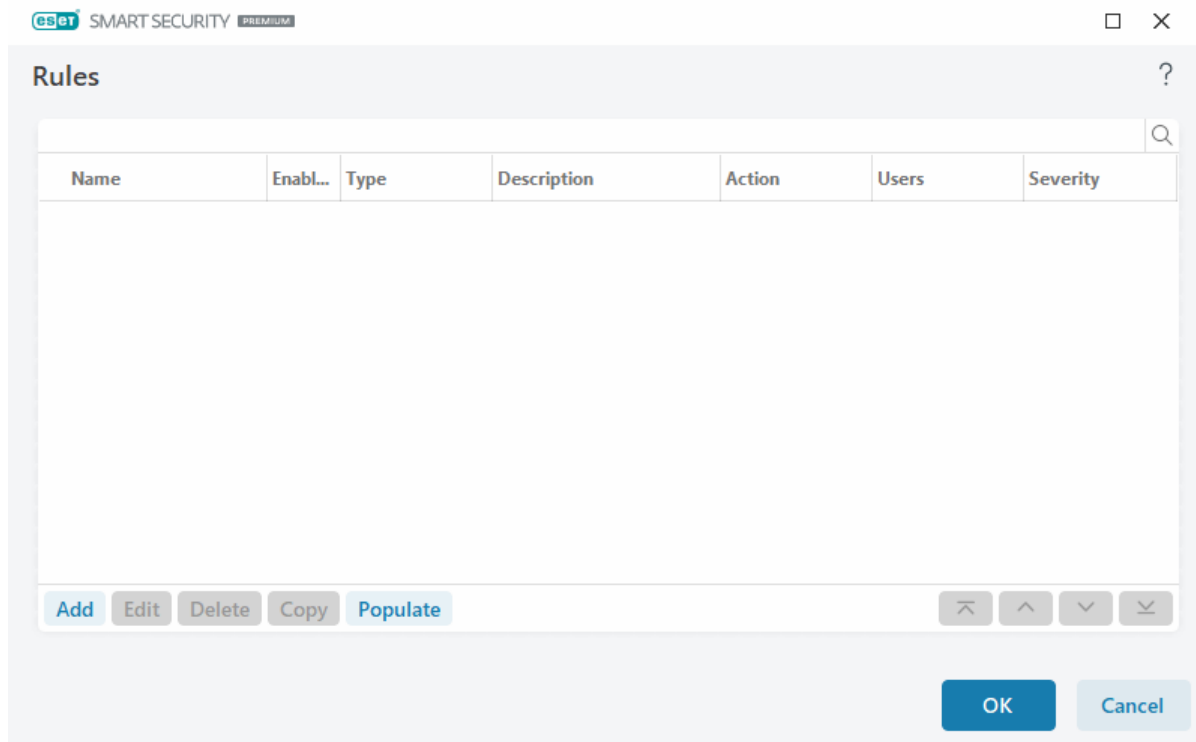 eset SMART SECURITY PREMIUM
Rules
?
Name Enabl... Type Description Action Users Severity
Add Edit Delete Copy Populate
OK Cancel